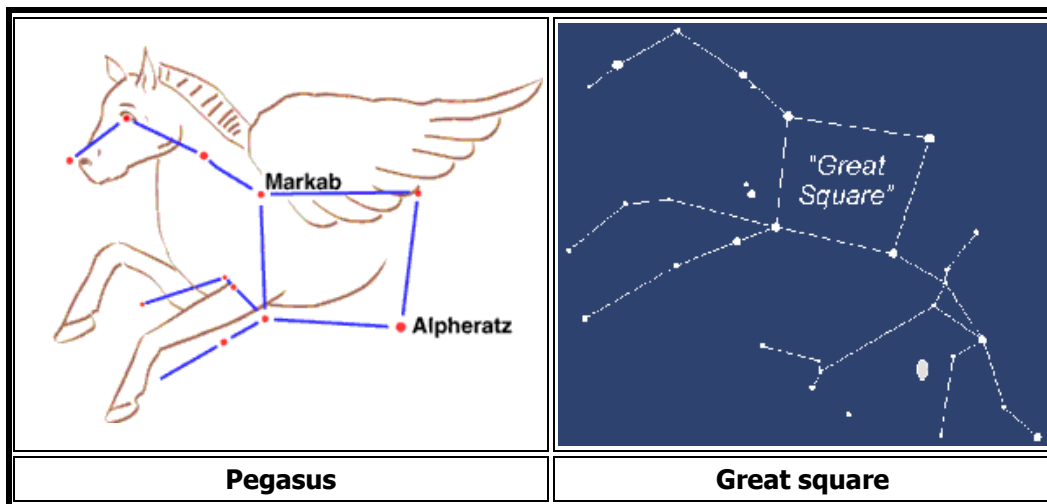 Markab
Alpheratz
"Great
Square"
Pegasus
Great square